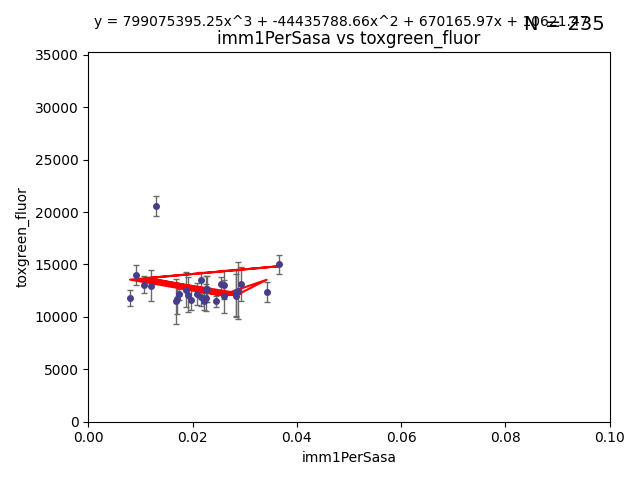 y = 799075395.25x^3 + -44435788.66x^2 + 670165.97x + 10621.47
N = 235
imm1PerSasa vs toxgreen_fluor
35000
30000
25000
20000
15000
10000
5000
0
toxgreen_fluor
0.00 0.02 0.04 0.06 0.08 0.10
imm1PerSasa